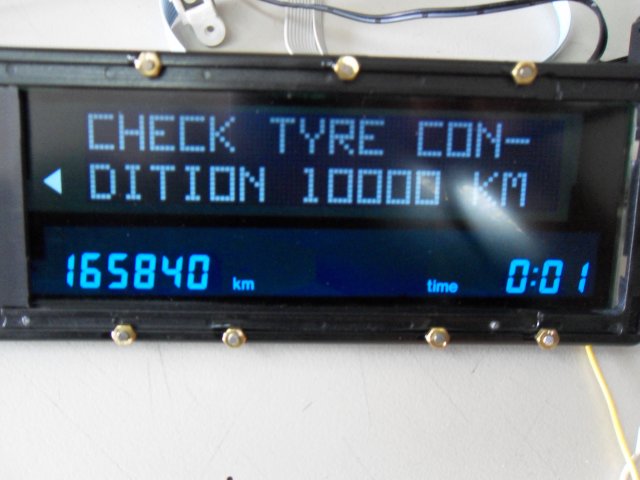 CHECK TYRE CON-
DITION 10000 KM
165840 km time 0:01